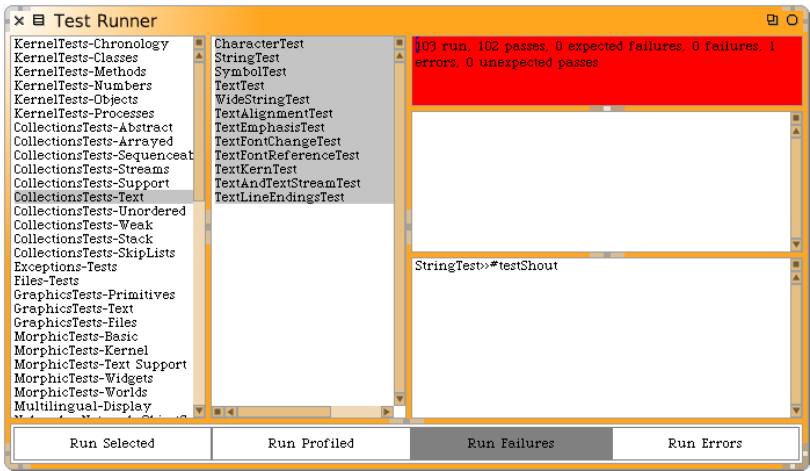 Test Runner
KernelTests-Chronology
KernelTests-Classes
KernelTests-Methods
KernelTests-Numbers
KernelTests-Objects
KernelTests-Processes
CollectionsTests-Abstract
CollectionsTests-Arrayed
CollectionsTests-Sequenceab
CollectionsTests-Streams
CollectionsTests-Support
CollectionsTests-Text
CollectionsTests-Unordered
CollectionsTests-Weak
CollectionsTests-Stack
CollectionsTests-SkipLists
Exceptions-Tests
Files-Tests
GraphicsTests-Primitives
GraphicsTests-Text
GraphicsTests-Files
MorphicTests-Basic
MorphicTests-Kernel
MorphicTests-Text Support
MorphicTests-Widgets
MorphicTests-Worlds
Multilingual-Display
CharacterTest
StringTest
SymbolTest
TextTest
WideStringTest
TextAlignmentTest
TextEmphasisTest
TextFontChangeTest
TextFontReferenceTest
TextKernTest
TextAndTextStreamTest
TextLineEndingsTest
103 run, 102 passes, 0 expected failures, 0 failures, 1
errors, 0 unexpected passes
StringTest>>#testShout
Run Selected
Run Profiled
Run Failures
Run Errors